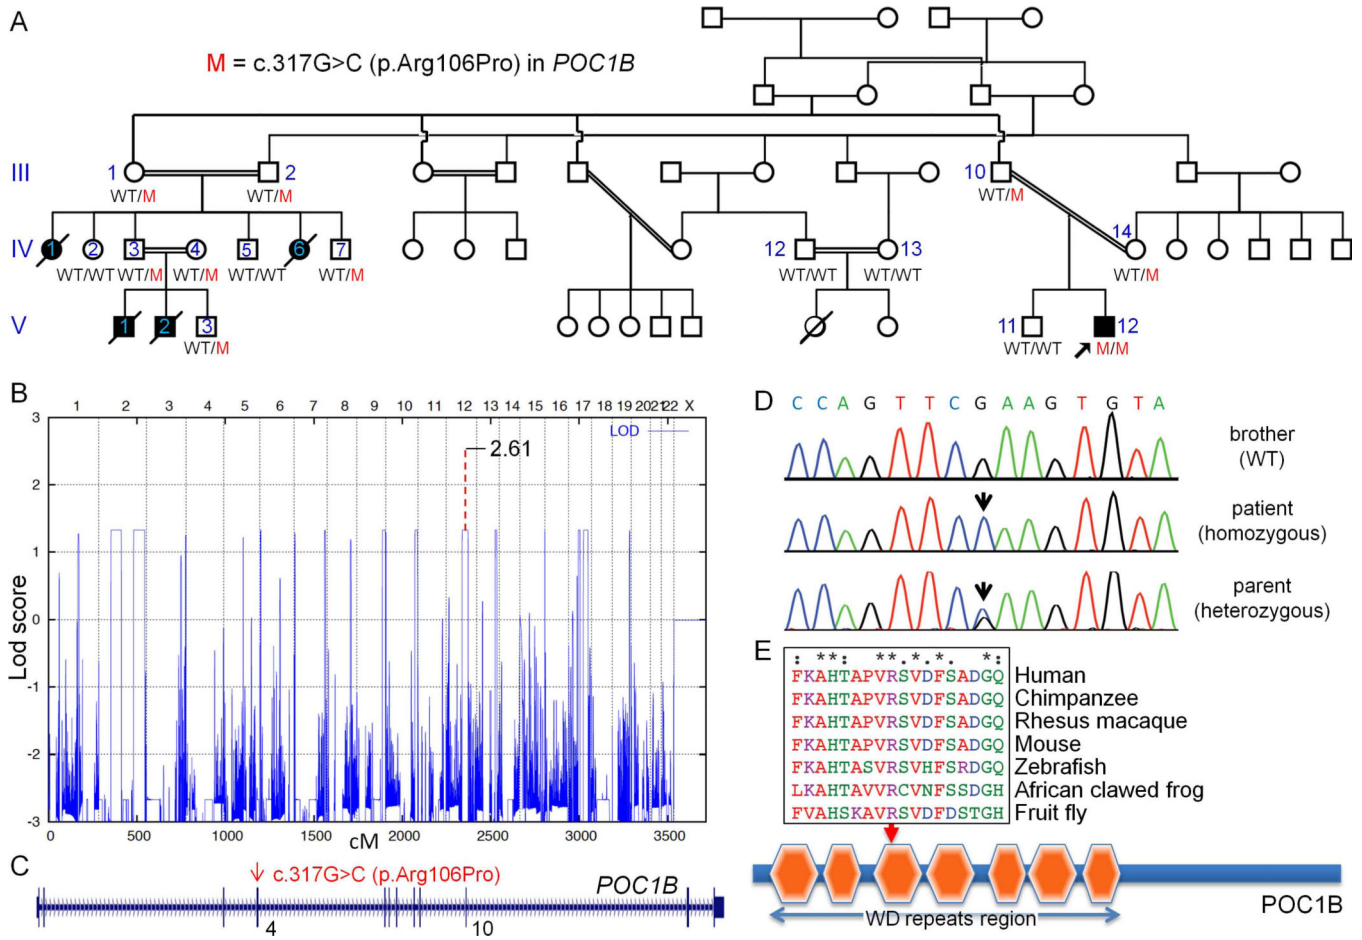 A
M = c.317G>C (p.Arg106Pro) in POC1B
III
1
2
10
WT/M
WT/M
WT/M
IV
1
2
3
4
5
6
7
12
13
14
WT/WT
WT/M
WT/M
WT/WT
WT/M
WT/WT
WT/WT
WT/M
V
1
2
3
11
12
WT/M
WT/WT
M/M
B
1 2 3 4 5 6 7 8 9 10 11 12 13 14 15 16 17 18 19 20 21 22 X
LOD
2.61
Lod score
3
2
1
0
-1
-2
-3
0 500 1000 1500 2000 2500 3000 3500
cM
C
c.317G>C (p.Arg106Pro)
POC1B
4
10
D
C C A G T T C G A A G T G T A
brother
(WT)
patient
(homozygous)
parent
(heterozygous)
E
: **: **.*.*. *:
FKAHTAPVRSVDFSADGQ Human
FKAHTAPVRSVDFSADGQ Chimpanzee
FKAHTAPVRSVDFSADGQ Rhesus macaque
FKAHTAPVRSVDFSADGQ Mouse
FKAHTASVRSVHFSRDGQ Zebrafish
LKAHTAVVRCVNFSSDGH African clawed frog
FVAHSKAVRSVDFDSTGH Fruit fly
WD repeats region
POC1B